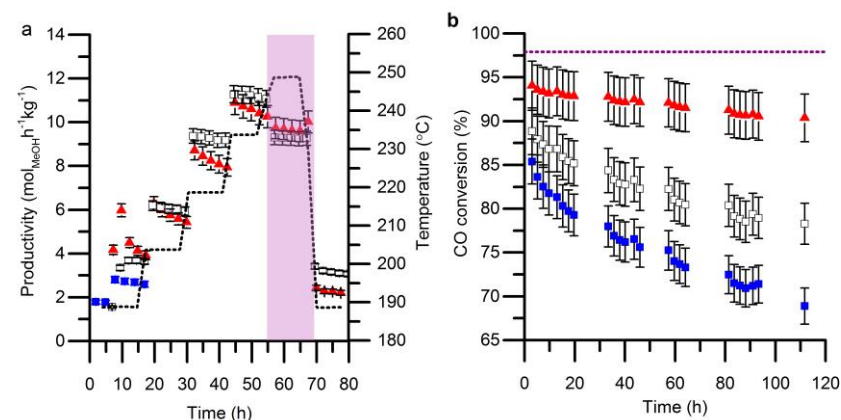 a
Productivity (mol_MeOH h⁻¹kg⁻¹)
14
12
10
8
6
4
2
0
0 10 20 30 40 50 60 70 80
Time (h)
260
250
240
230
220
210
200
190
180
Temperature (°C)
b
CO conversion (%)
100
95
90
85
80
75
70
65
0 20 40 60 80 100 120
Time (h)